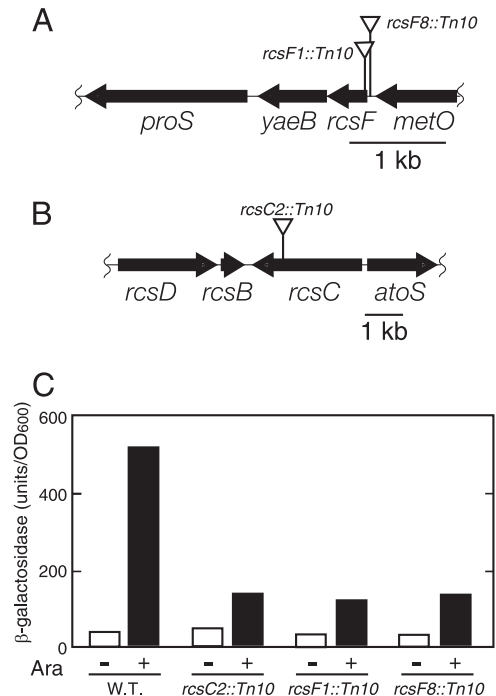 A
rcsF8::Tn10
rcsF1::Tn10
proS yaeB rcsF metO
1 kb
B
rcsC2::Tn10
rcsD rcsB rcsC atoS
1 kb
C
β-galactosidase (units/OD600)
600
400
200
0
Ara - + - + - + - +
W.T. rcsC2::Tn10 rcsF1::Tn10 rcsF8::Tn10